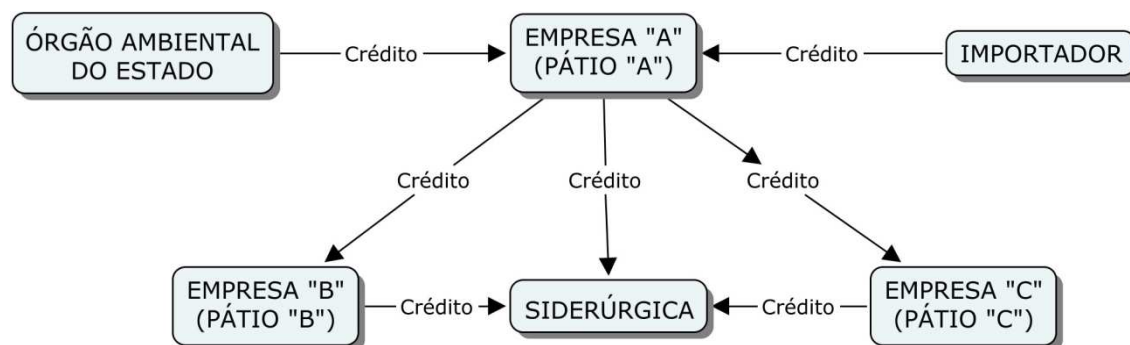 ÓRGÃO AMBIENTAL
DO ESTADO
Crédito
EMPRESA "A"
(PÁTIO "A")
Crédito
IMPORTADOR
Crédito
Crédito
Crédito
EMPRESA "B"
(PÁTIO "B")
Crédito
SIDERÚRGICA
Crédito
EMPRESA "C"
(PÁTIO "C")